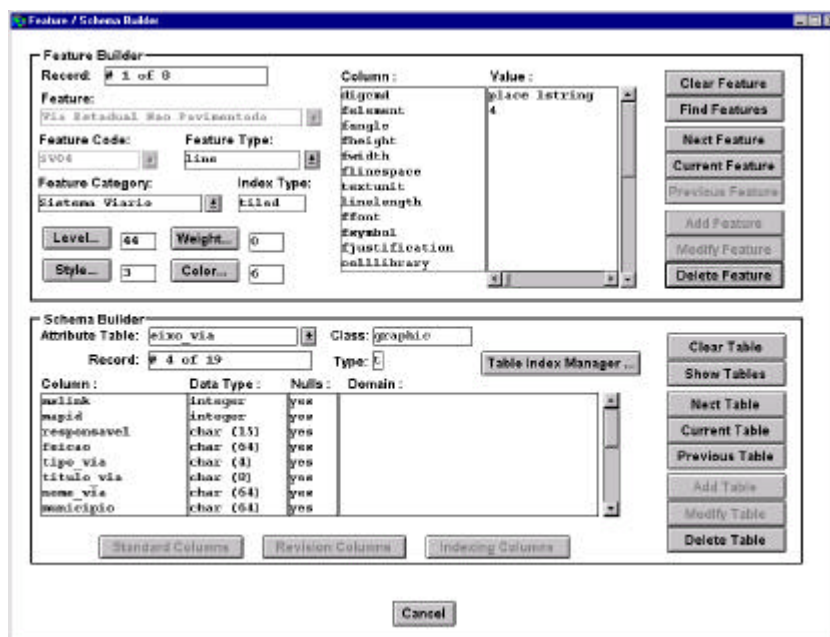 Feature / Schema Builder
Feature Builder
Record: # 1 of 8
Feature:
Via Estadual Nao Pavimentada
Feature Code: Feature Type:
SV04 line
Feature Category: Index Type:
Sistema Viario tiled
Level... 44 Weight... 0
Style... 3 Color... 6
Column : Value :
digcmd place lstring
felement 4
fangle
fheight
fwidth
flinespace
textunit
linelength
ffont
fsymbol
fjustification
celllibrary
Clear Feature
Find Features
Next Feature
Current Feature
Previous Feature
Add Feature
Modify Feature
Delete Feature
Schema Builder
Attribute Table: eixo_via Class: graphic
Record: # 4 of 19 Type: Table Index Manager ...
Column : Data Type : Nulls : Domain :
mslink integer yes
mapid integer yes
responsavel char (15) yes
feicao char (64) yes
tipo_via char (4) yes
titulo_via char (8) yes
nome_via char (64) yes
municipio char (64) yes
Clear Table
Show Tables
Next Table
Current Table
Previous Table
Add Table
Modify Table
Delete Table
Standard Columns Revision Columns Indexing Columns
Cancel